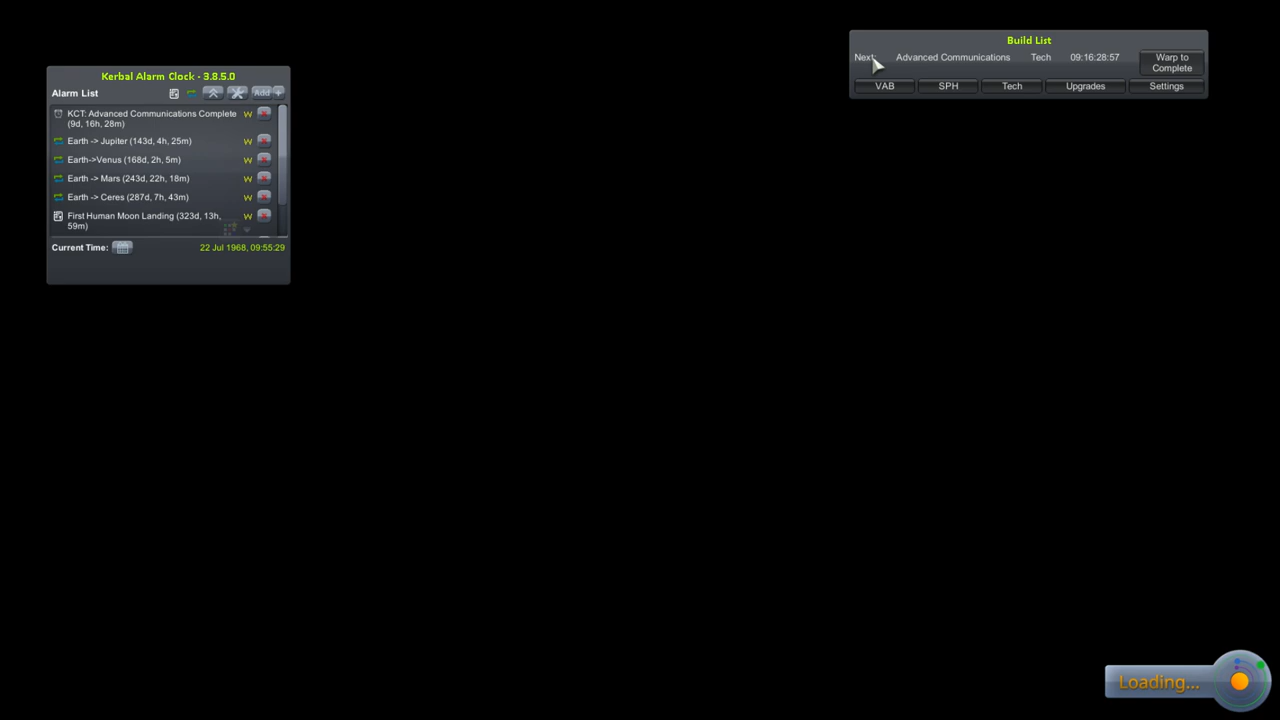 Kerbal Alarm Clock - 3.8.5.0
Alarm List
Add +
KCT: Advanced Communications Complete
(9d, 16h, 28m)
W
Earth -> Jupiter (143d, 4h, 25m) W
Earth->Venus (168d, 2h, 5m) W
Earth -> Mars (243d, 22h, 18m) W
Earth -> Ceres (287d, 7h, 43m) W
First Human Moon Landing (323d, 13h,
59m)
W
Current Time: 22 Jul 1968, 09:55:29
Build List
Next: Advanced Communications Tech 09:16:28:57
Warp to
Complete
VAB SPH Tech Upgrades Settings
Loading...